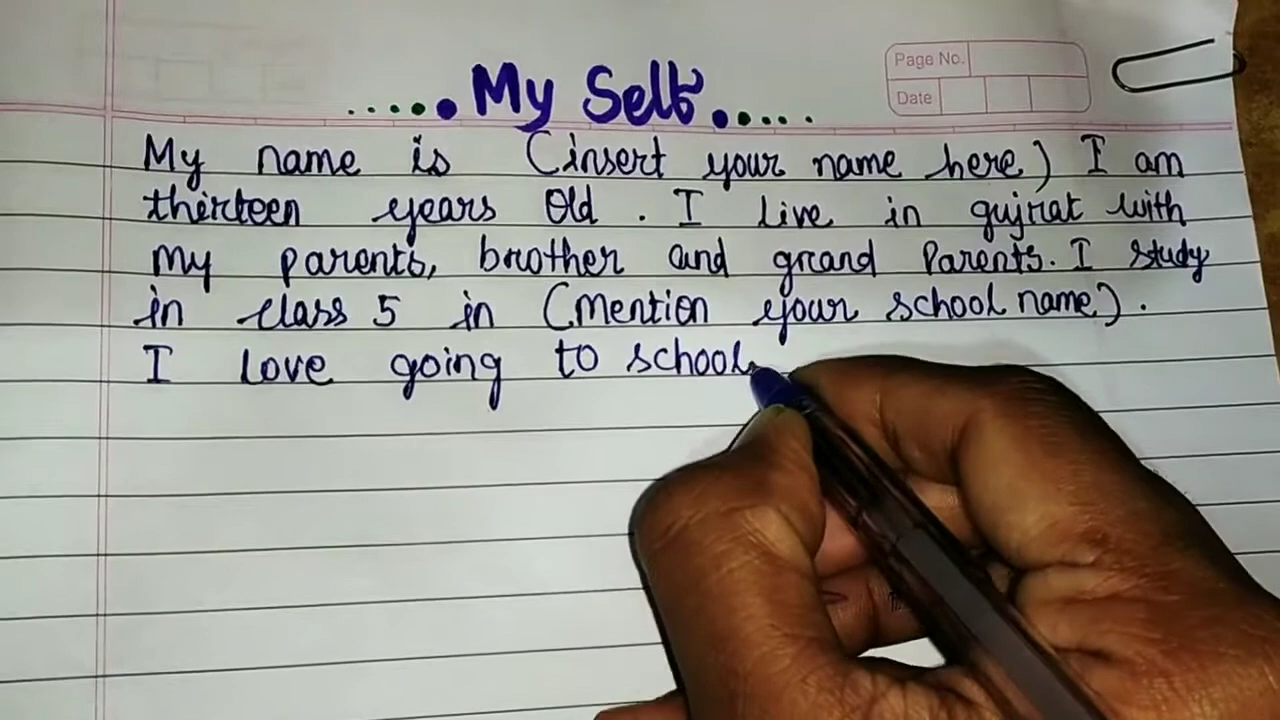 Page No.
Date
.....My Self.....
My name is (insert your name here) I am
thirteen years Old . I Live in gujrat with
my parents, brother and grand Parents. I study
in class 5 in (Mention your school name).
I Love going to school